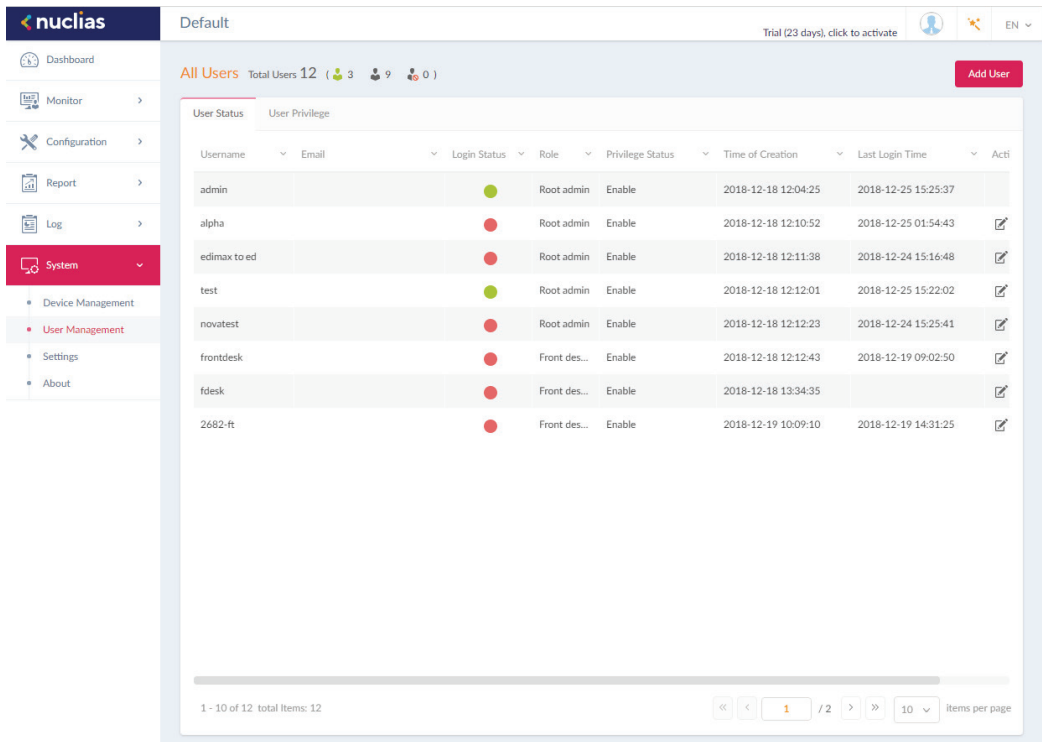 nuclias
Default
Trial (23 days), click to activate
EN
Dashboard
Monitor
Configuration
Report
Log
System
Device Management
User Management
Settings
About
All Users Total Users 12 ( 3 9 0 )
Add User
User Status User Privilege
Username Email Login Status Role Privilege Status Time of Creation Last Login Time Acti
admin Root admin Enable 2018-12-18 12:04:25 2018-12-25 15:25:37
alpha Root admin Enable 2018-12-18 12:10:52 2018-12-25 01:54:43
edimax to ed Root admin Enable 2018-12-18 12:11:38 2018-12-24 15:16:48
test Root admin Enable 2018-12-18 12:12:01 2018-12-25 15:22:02
novatest Root admin Enable 2018-12-18 12:12:23 2018-12-24 15:25:41
frontdesk Front des... Enable 2018-12-18 12:12:43 2018-12-19 09:02:50
fdesk Front des... Enable 2018-12-18 13:34:35
2682-ft Front des... Enable 2018-12-19 10:09:10 2018-12-19 14:31:25
1 - 10 of 12 total Items: 12
1 / 2 10 items per page